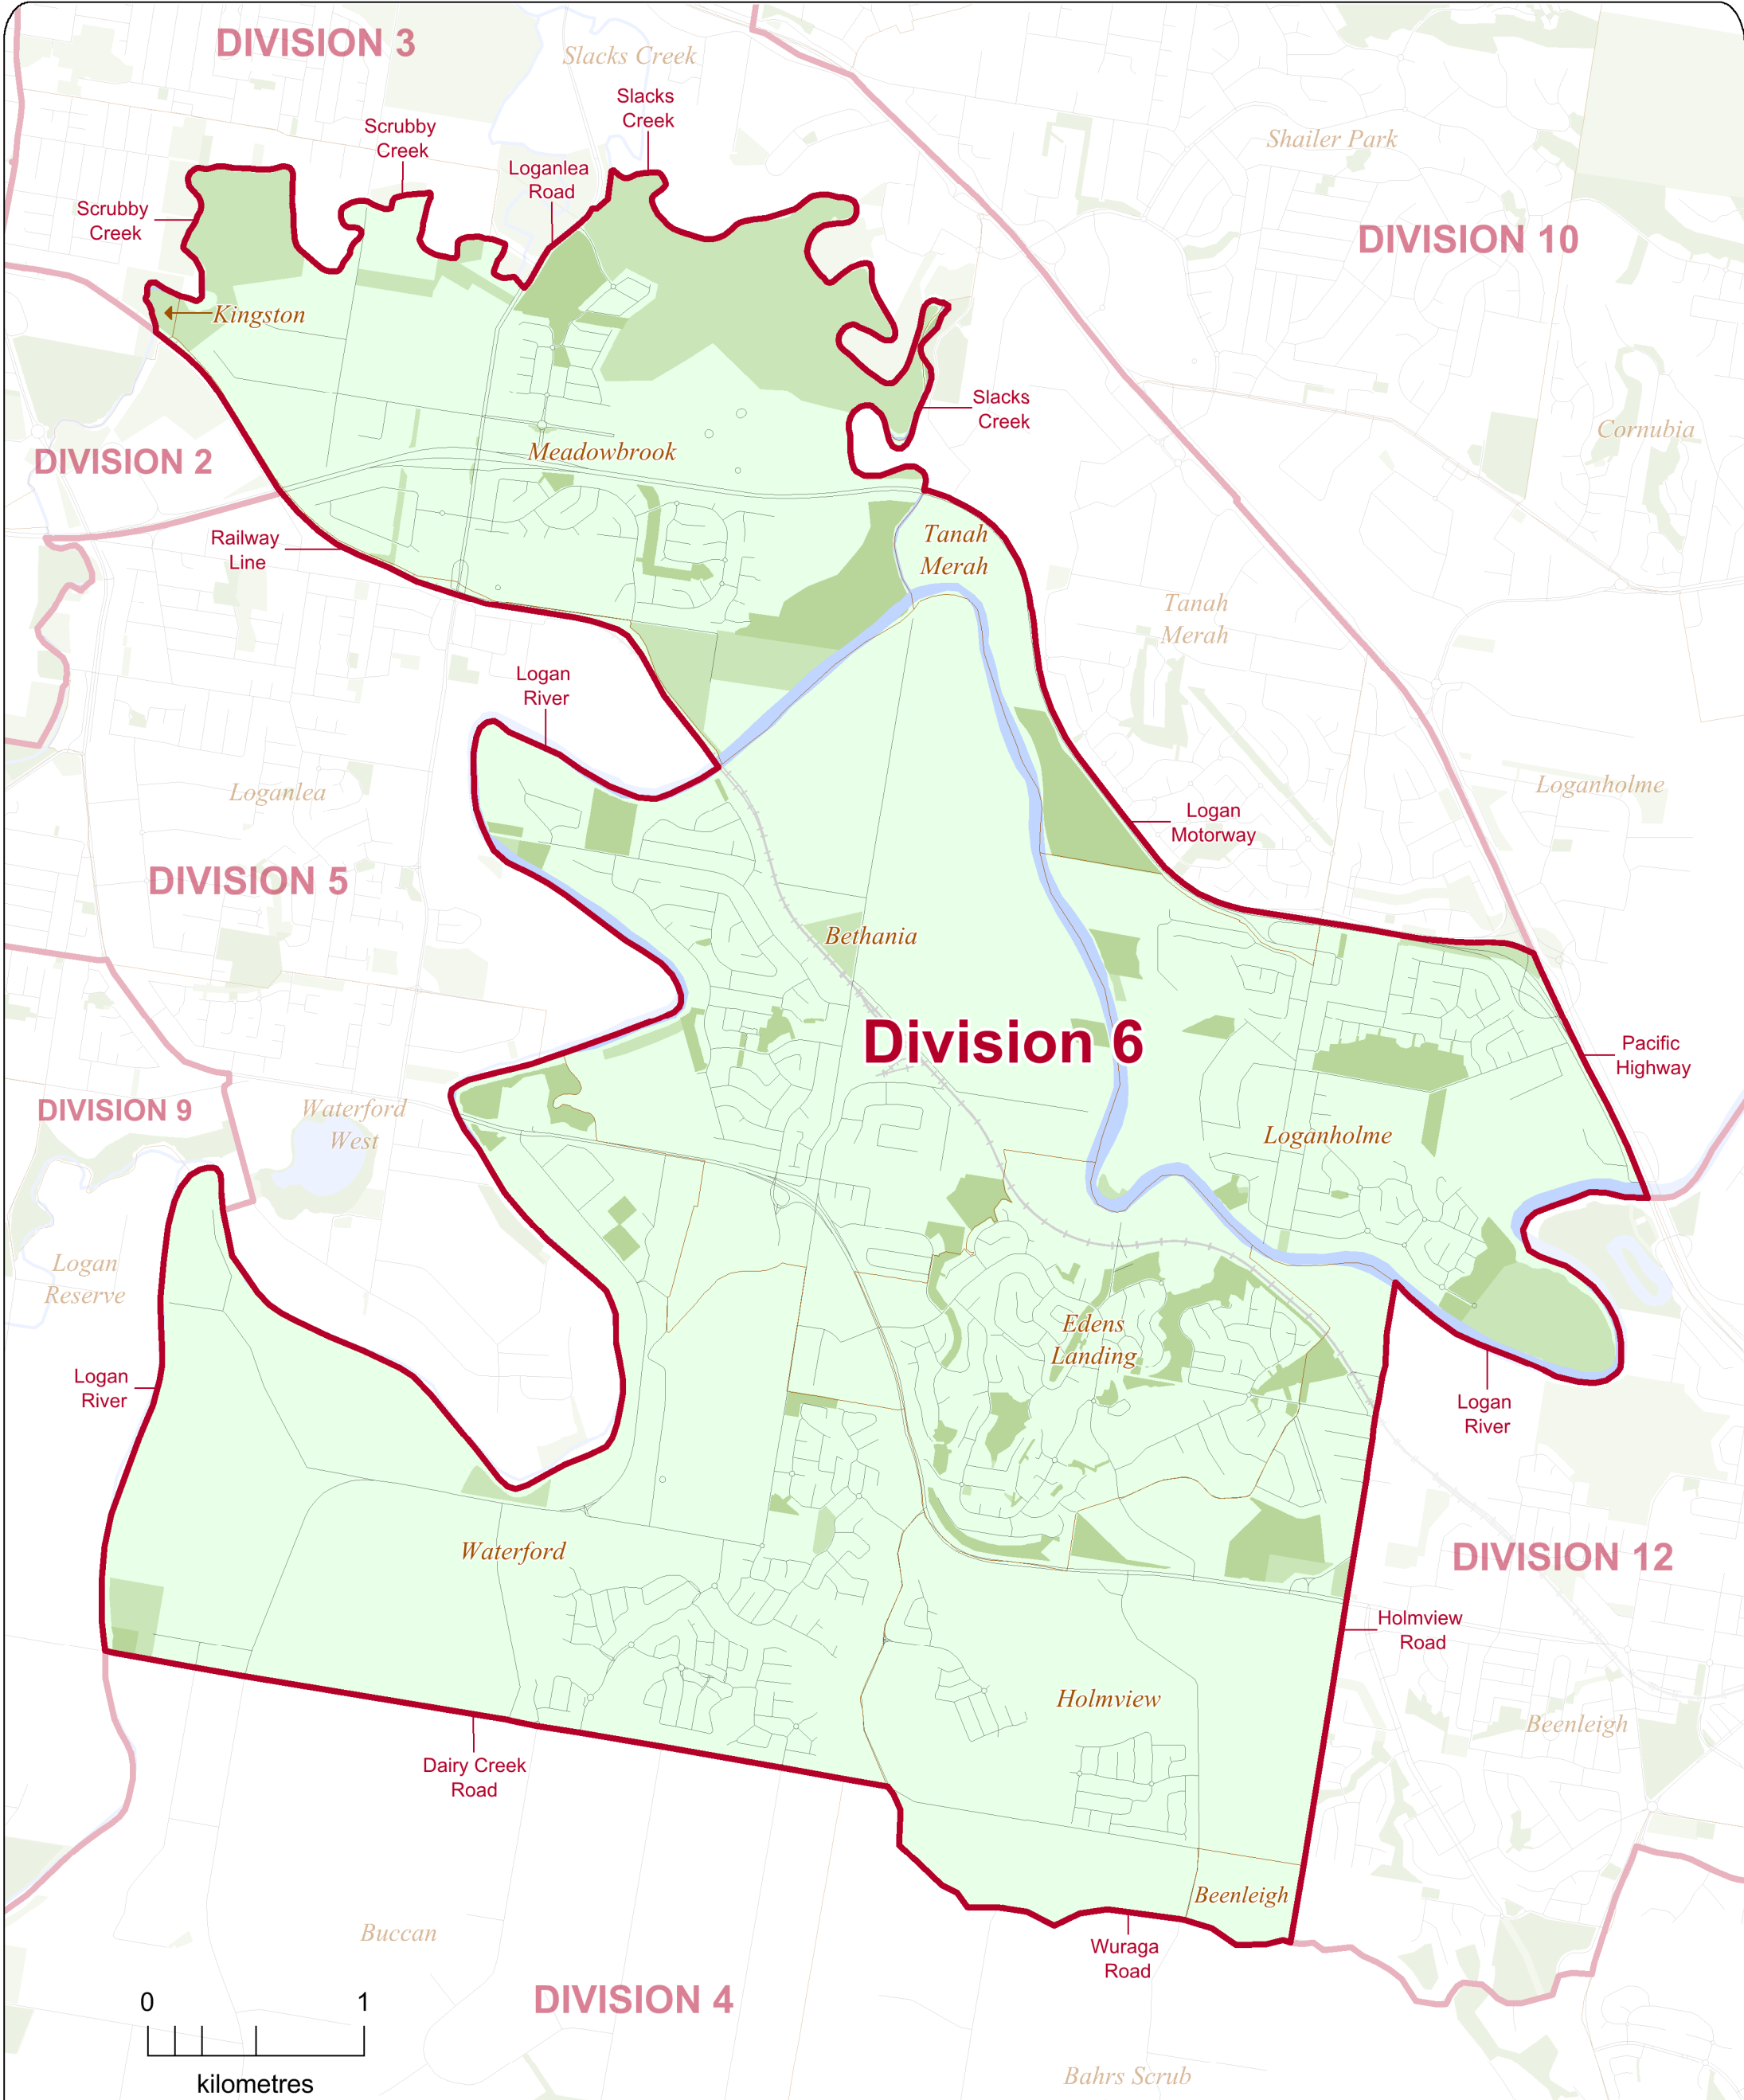 DIVISION 3
Slacks Creek
Slacks
Creek
Scrubby
Creek
Shailer Park
Loganlea
Road
Scrubby
Creek
DIVISION 10
Kingston
Slacks
Creek
Cornubia
DIVISION 2
Meadowbrook
Railway
Line
Tanah
Merah
Tanah
Merah
Logan
River
Loganlea
Loganholme
Logan
Motorway
DIVISION 5
Bethania
Division 6
Pacific
Highway
DIVISION 9
Waterford
West
Loganholme
Logan
Reserve
Edens
Landing
Logan
River
Logan
River
Waterford
DIVISION 12
Holmview
Road
Holmview
Beenleigh
Dairy Creek
Road
Beenleigh
Buccan
Wuraga
Road
DIVISION 4
0 1
kilometres
Bahrs Scrub